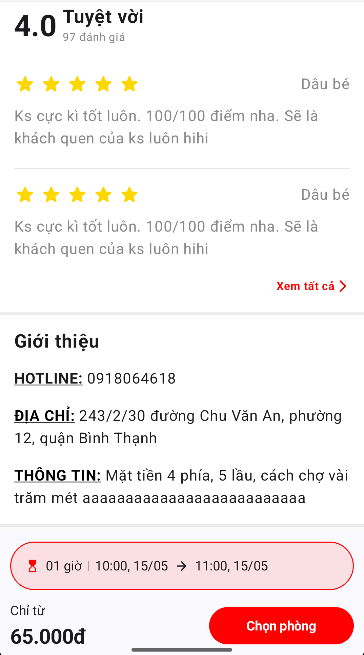 4.0 Tuyệt vời
97 đánh giá
Dâu bé
Ks cực kì tốt luôn. 100/100 điểm nha. Sẽ là
khách quen của ks luôn hihi
Dâu bé
Ks cực kì tốt luôn. 100/100 điểm nha. Sẽ là
khách quen của ks luôn hihi
Xem tất cả
Giới thiệu
HOTLINE: 0918064618
ĐỊA CHỈ: 243/2/30 đường Chu Văn An, phường
12, quận Bình Thạnh
THÔNG TIN: Mặt tiền 4 phía, 5 lầu, cách chợ vài
trăm mét aaaaaaaaaaaaaaaaaaaaaaaaaa
01 giờ | 10:00, 15/05 → 11:00, 15/05
Chỉ từ
65.000đ
Chọn phòng